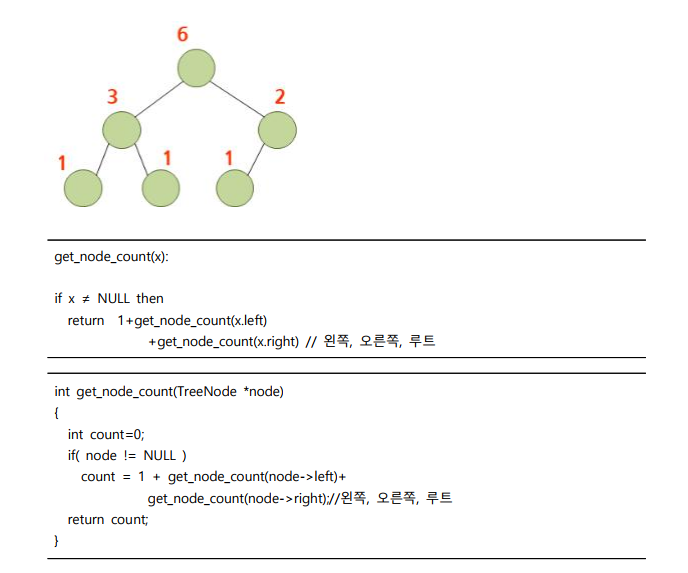 6
3
2
1
1
1
get_node_count(x):
if x ≠ NULL then
return 1+get_node_count(x.left)
+get_node_count(x.right) // 왼쪽, 오른쪽, 루트
int get_node_count(TreeNode *node)
{
int count=0;
if( node != NULL )
count = 1 + get_node_count(node->left)+
get_node_count(node->right);//왼쪽, 오른쪽, 루트
return count;
}